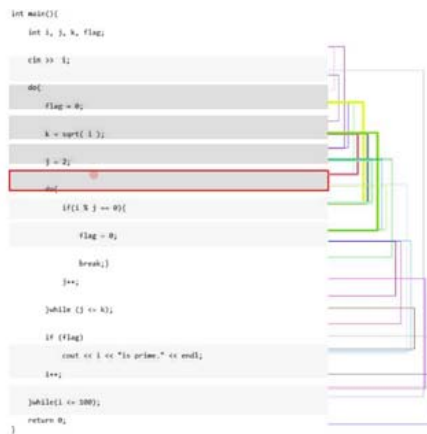 int main(){
int i, j, k, flag;
cin >> i;
do{
flag = 0;
k = sqrt( i );
j = 2;
do{
if(i % j == 0){
flag = 0;
break;}
j++;
}while (j <= k);
if (flag)
cout << i << "is prime." << endl;
i++;
}while(i <= 100);
return 0;
}